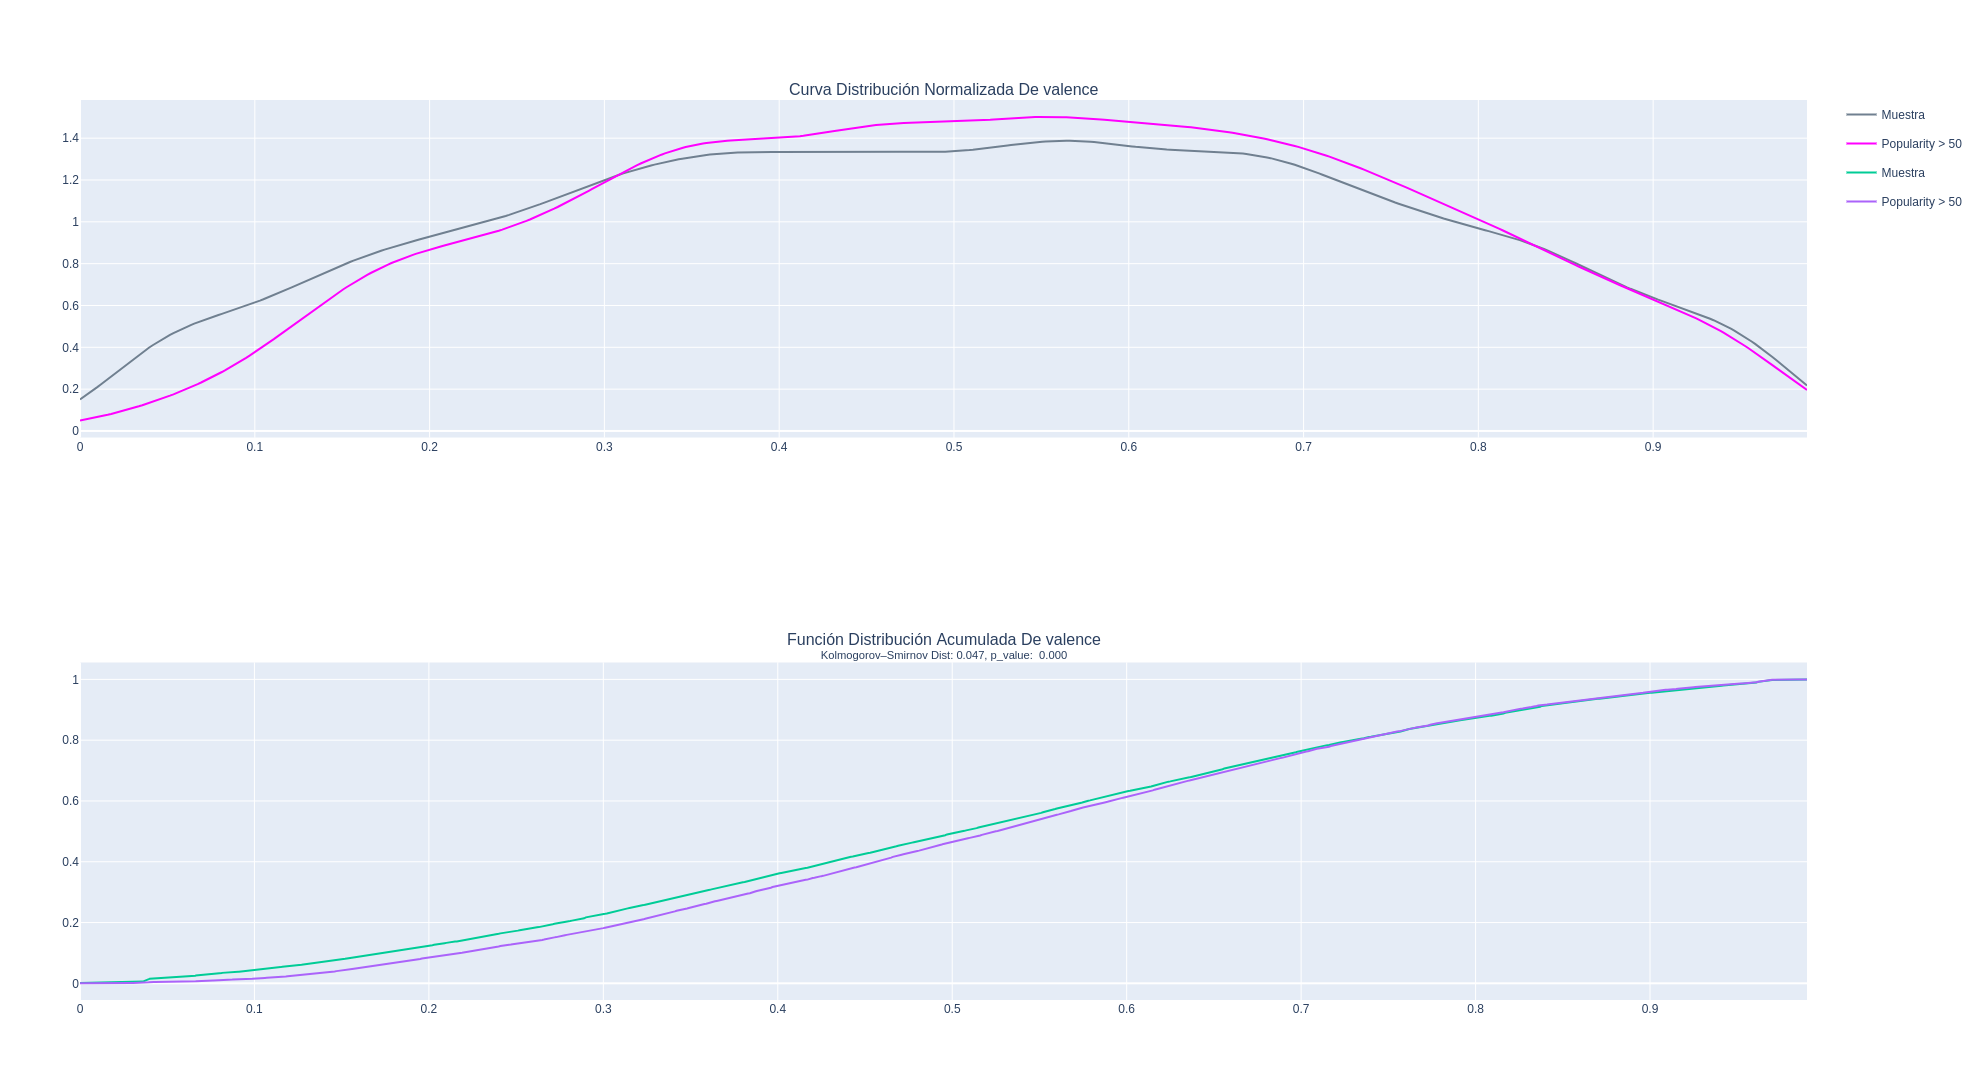 Curva Distribución Normalizada De valence
Muestra
Popularity > 50
Muestra
Popularity > 50
1.4
1.2
1
0.8
0.6
0.4
0.2
0
0 0.1 0.2 0.3 0.4 0.5 0.6 0.7 0.8 0.9
Función Distribución Acumulada De valence
Kolmogorov–Smirnov Dist: 0.047, p_value: 0.000
1
0.8
0.6
0.4
0.2
0
0 0.1 0.2 0.3 0.4 0.5 0.6 0.7 0.8 0.9